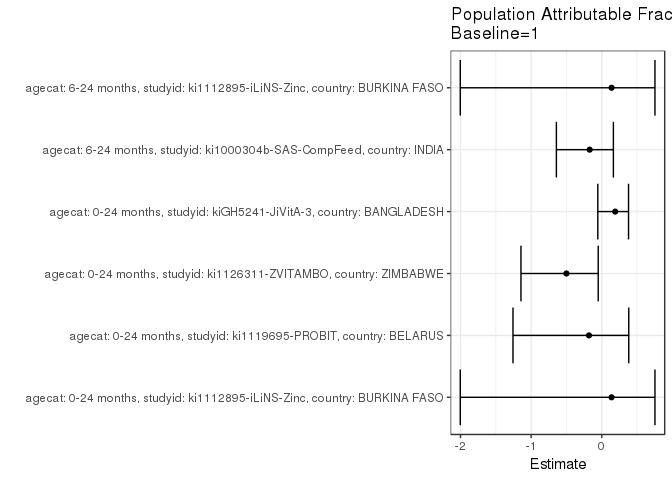 Population Attributable Frac
Baseline=1
agecat: 6-24 months, studyid: ki1112895-iLiNS-Zinc, country: BURKINA FASO
agecat: 6-24 months, studyid: ki1000304b-SAS-CompFeed, country: INDIA
agecat: 0-24 months, studyid: kiGH5241-JiVitA-3, country: BANGLADESH
agecat: 0-24 months, studyid: ki1126311-ZVITAMBO, country: ZIMBABWE
agecat: 0-24 months, studyid: ki1119695-PROBIT, country: BELARUS
agecat: 0-24 months, studyid: ki1112895-iLiNS-Zinc, country: BURKINA FASO
-2 -1 0
Estimate